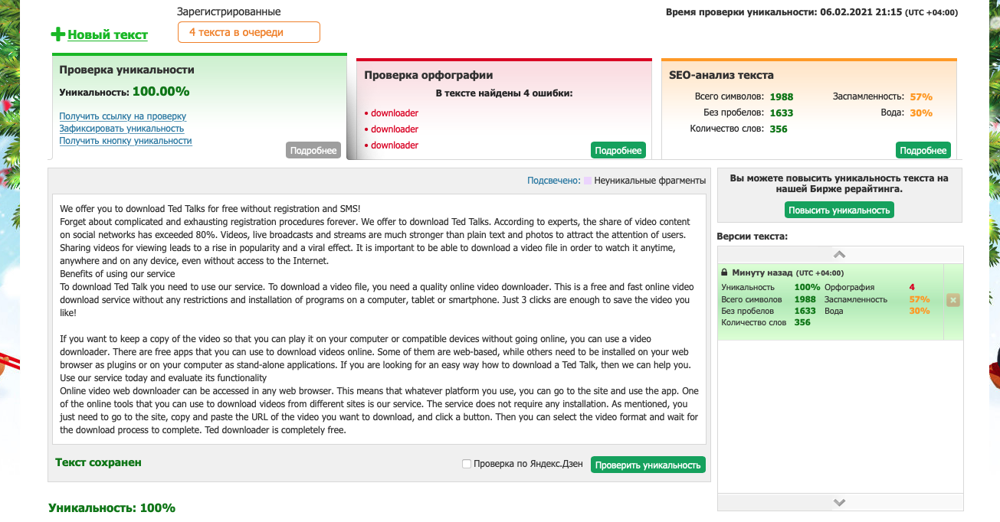 Зарегистрированные
Время проверки уникальности: 06.02.2021 21:15 (UTC +04:00)
Новый текст
4 текста в очереди
Проверка уникальности
Уникальность: 100.00%
Получить ссылку на проверку
Зафиксировать уникальность
Получить кнопку уникальности
Подробнее
Проверка орфографии
В тексте найдены 4 ошибки:
• downloader
• downloader
• downloader
Подробнее
SEO-анализ текста
Всего символов: 1988 Заспамленность: 57%
Без пробелов: 1633 Вода: 30%
Количество слов: 356
Подробнее
Подсвечено: Неуникальные фрагменты
We offer you to download Ted Talks for free without registration and SMS!
Forget about complicated and exhausting registration procedures forever. We offer to download Ted Talks. According to experts, the share of video content
on social networks has exceeded 80%. Videos, live broadcasts and streams are much stronger than plain text and photos to attract the attention of users.
Sharing videos for viewing leads to a rise in popularity and a viral effect. It is important to be able to download a video file in order to watch it anytime,
anywhere and on any device, even without access to the Internet.
Benefits of using our service
To download Ted Talk you need to use our service. To download a video file, you need a quality online video downloader. This is a free and fast online video
download service without any restrictions and installation of programs on a computer, tablet or smartphone. Just 3 clicks are enough to save the video you
like!
If you want to keep a copy of the video so that you can play it on your computer or compatible devices without going online, you can use a video
downloader. There are free apps that you can use to download videos online. Some of them are web-based, while others need to be installed on your web
browser as plugins or on your computer as stand-alone applications. If you are looking for an easy way how to download a Ted Talk, then we can help you.
Use our service today and evaluate its functionality
Online video web downloader can be accessed in any web browser. This means that whatever platform you use, you can go to the site and use the app. One
of the online tools that you can use to download videos from different sites is our service. The service does not require any installation. As mentioned, you
just need to go to the site, copy and paste the URL of the video you want to download, and click a button. Then you can select the video format and wait for
the download process to complete. Ted downloader is completely free.
Текст сохранен
Проверка по Яндекс.Дзен
Проверить уникальность
Уникальность: 100%
Вы можете повысить уникальность текста на
нашей Бирже рерайтинга.
Повысить уникальность
Версии текста:
Минуту назад (UTC +04:00)
Уникальность 100% Орфография 4
Всего символов 1988 Заспамленность 57%
Без пробелов 1633 Вода 30%
Количество слов 356